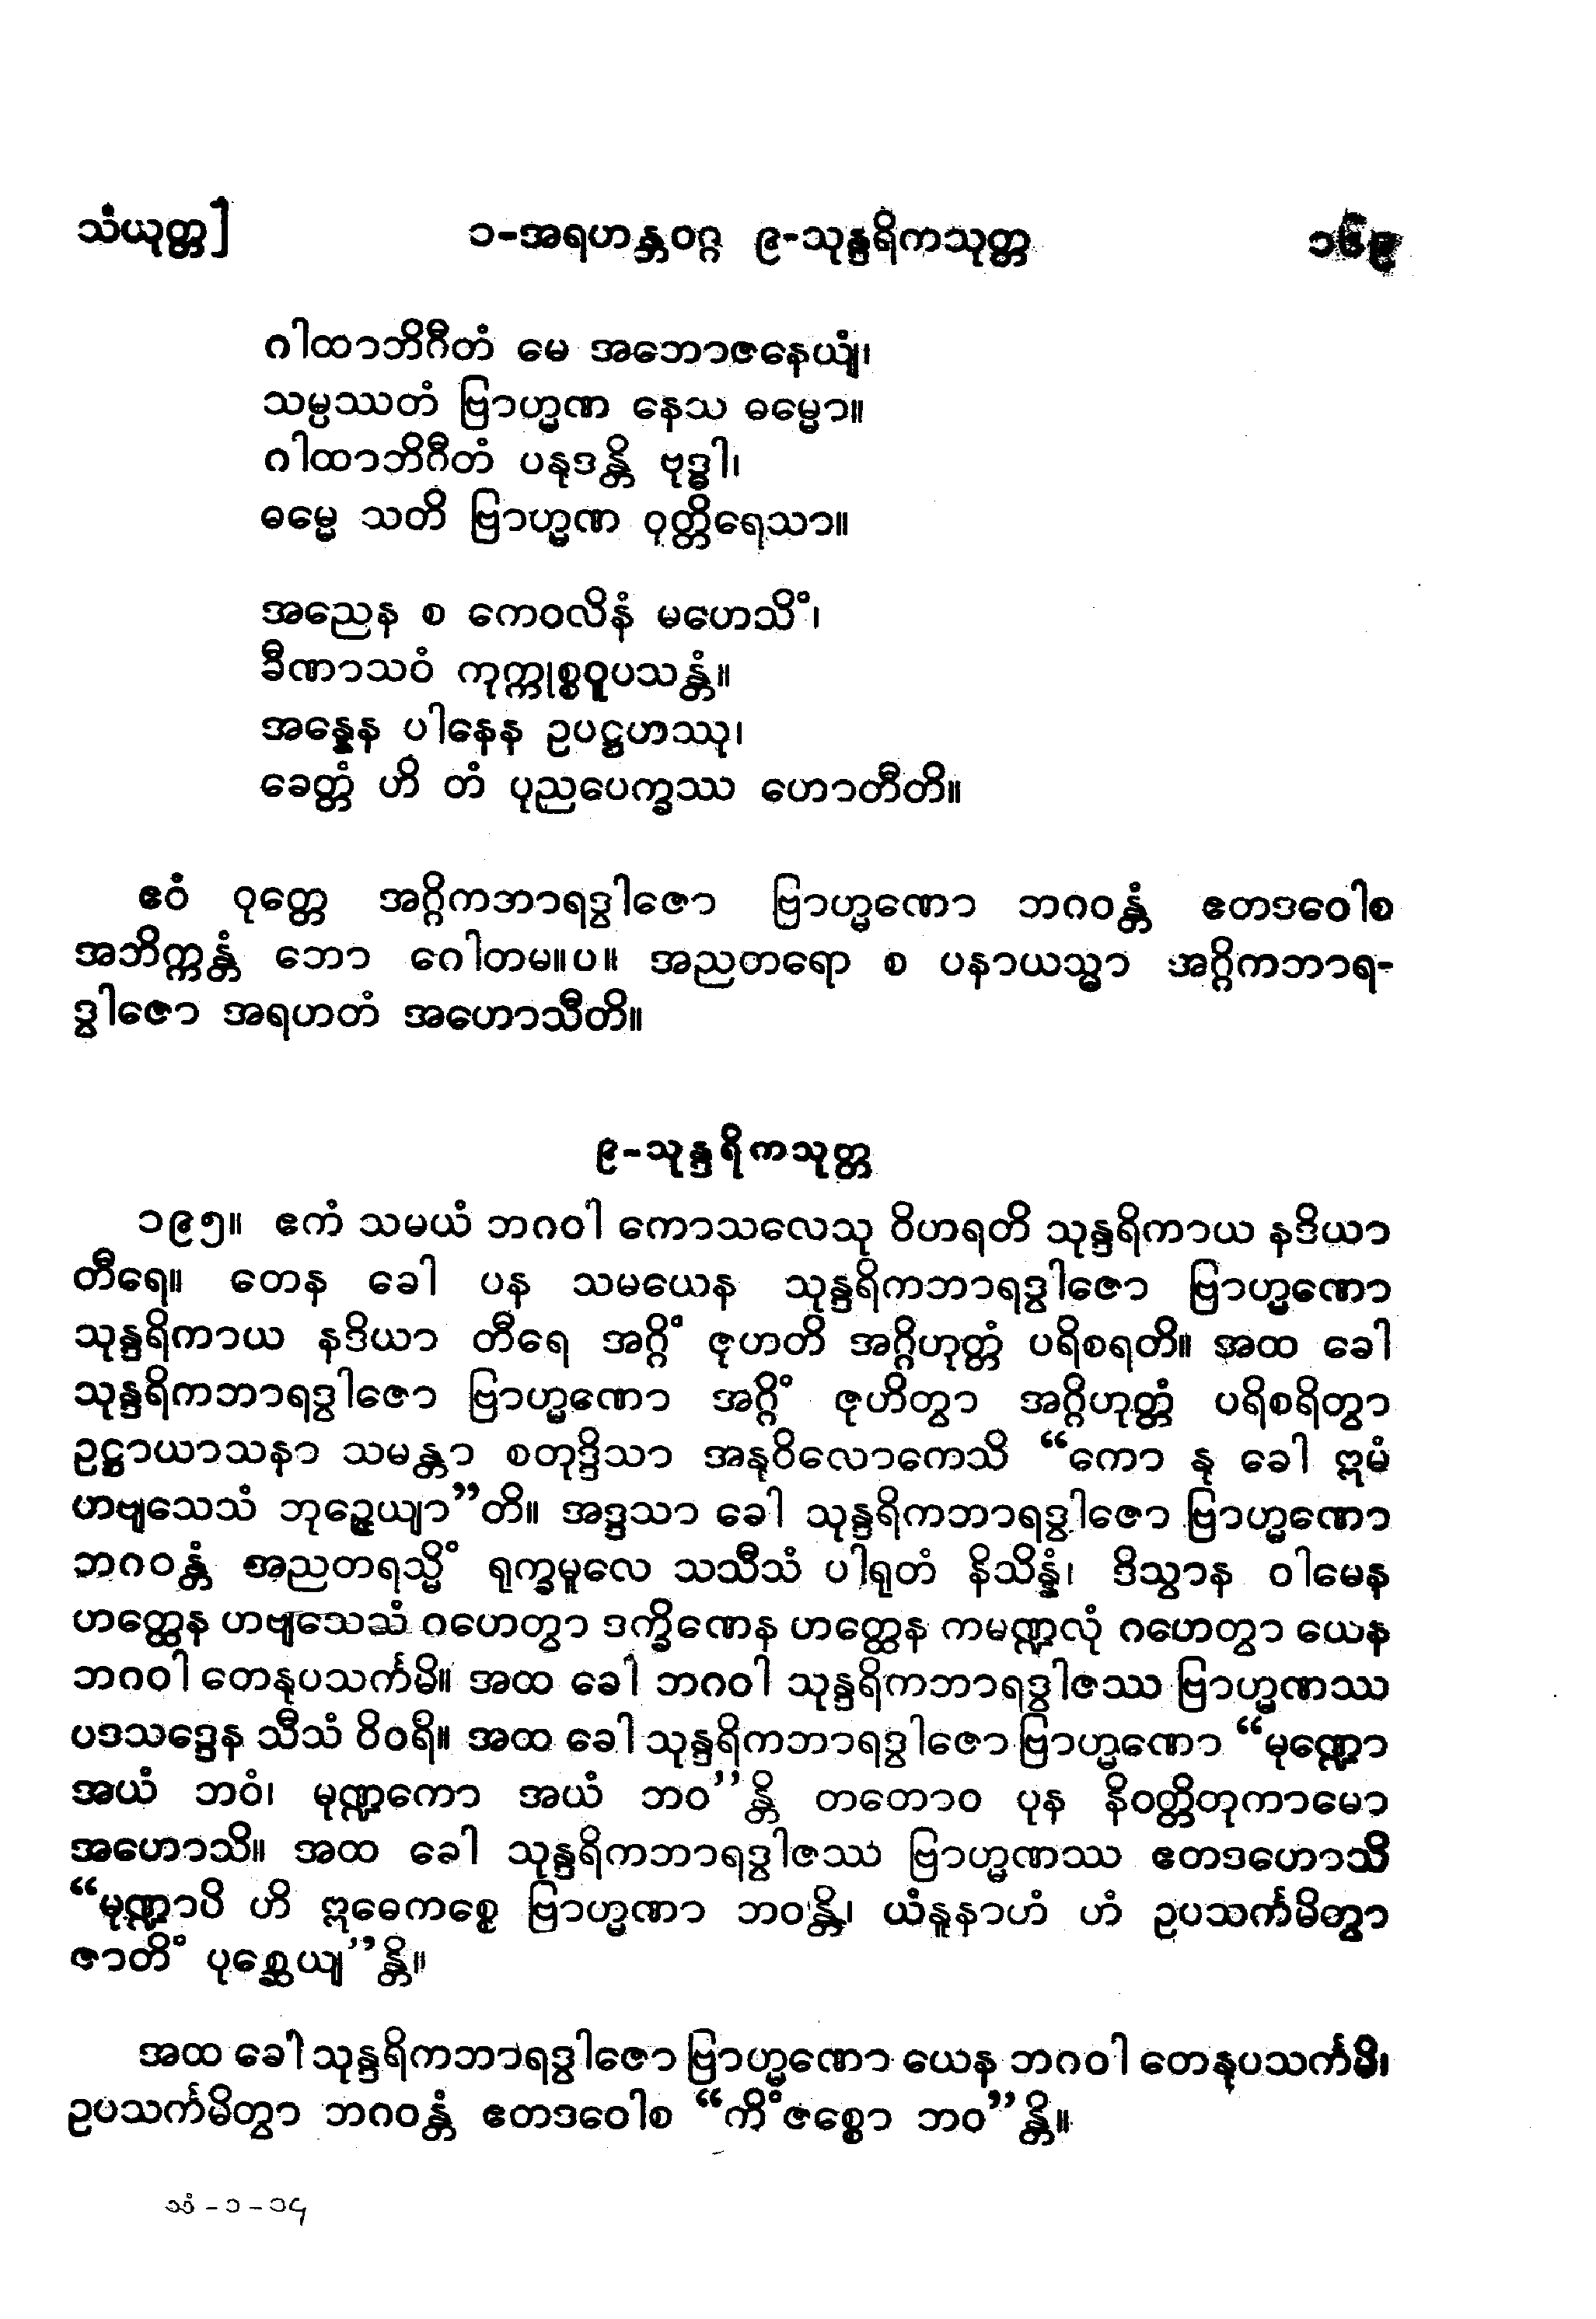 သံယုတ္တ] ၁-အရဟန္တဝဂ္ဂ ၉-သုန္ဒရိကသုတ္တ
ဂါထာဘိဂီတံ မေ အဘောဇနေယျံ၊
သမ္ပဿတံ ဗြာဟ္မဏ နေသ ဓမ္မော။
ဂါထာဘိဂီတံ ပနုဒန္တိ ဗုဒ္ဓါ၊
ဓမ္မေ သတိ ဗြာဟ္မဏ ဝုတ္တိရေသာ။
အညေန စ ကေဝလိနံ မဟေသိံ၊
ခီဏာသဝံ ကုက္ကုစ္စဝူပသန္တံ။
အန္နေန ပါနေန ဥပဋ္ဌဟဿု၊
ခေတ္တံ ဟိ တံ ပုညပေက္ခဿ ဟောတီတိ။
ဧဝံ ဝုတ္တေ အဂ္ဂိကဘာရဒွါဇော ဗြာဟ္မဏော ဘဂဝန္တံ ဧတဒဝေါစ
အဘိက္ကန္တံ ဘော ဂေါတမ။ပ။ အညတရော စ ပနာယသ္မာ အဂ္ဂိကဘာရ-
ဒွါဇော အရဟတံ အဟောသီတိ။
၉-သုန္ဒရိကသုတ္တ
၁၉၅။ ဧကံ သမယံ ဘဂဝါ ကောသလေသု ဝိဟရတိ သုန္ဒရိကာယ နဒိယာ
တီရေ။ တေန ခေါ ပန သမယေန သုန္ဒရိကဘာရဒွါဇော ဗြာဟ္မဏော
သုန္ဒရိကာယ နဒိယာ တီရေ အဂ္ဂိံ ဇုဟတိ အဂ္ဂိဟုတ္တံ ပရိစရတိ။ အထ ခေါ
သုန္ဒရိကဘာရဒွါဇော ဗြာဟ္မဏော အဂ္ဂိံ ဇုဟိတွာ အဂ္ဂိဟုတ္တံ ပရိစရိတွာ
ဥဋ္ဌာယာသနာ သမန္တာ စတုဒ္ဒိသာ အနုဝိလောကေသိ “ကော နု ခေါ ဣမံ
ဟဗျသေသံ ဘုဉ္ဇေယျာ”တိ။ အဒ္ဒသာ ခေါ သုန္ဒရိကဘာရဒွါဇော ဗြာဟ္မဏော
ဘဂဝန္တံ အညတရသ္မိံ ရုက္ခမူလေ သသီသံ ပါရုတံ နိသိန္နံ၊ ဒိသွာန ဝါမေန
ဟတ္ထေန ဟဗျသေသံ ဂဟေတွာ ဒက္ခိဏေန ဟတ္ထေန ကမဏ္ဍလုံ ဂဟေတွာ ယေန
ဘဂဝါ တေနုပသင်္ကမိ။ အထ ခေါ ဘဂဝါ သုန္ဒရိကဘာရဒွါဇဿ ဗြာဟ္မဏဿ
ပဒသဒ္ဒေန သီသံ ဝိဝရိ။ အထ ခေါ သုန္ဒရိကဘာရဒွါဇော ဗြာဟ္မဏော “မုဏ္ဍော
အယံ ဘဝံ၊ မုဏ္ဍကော အယံ ဘဝ”န္တိ တတောဝ ပုန နိဝတ္တိတုကာမော
အဟောသိ။ အထ ခေါ သုန္ဒရိကဘာရဒွါဇဿ ဗြာဟ္မဏဿ ဧတဒဟောသိ
“မုဏ္ဍာပိ ဟိ ဣဓေကစ္စေ ဗြာဟ္မဏာ ဘဝန္တိ၊ ယံနူနာဟံ ဟံ ဥပသင်္ကမိတွာ
ဇာတိံ ပုစ္ဆေယျ”န္တိ။
အထ ခေါ သုန္ဒရိကဘာရဒွါဇော ဗြာဟ္မဏော ယေန ဘဂဝါ တေနုပသင်္ကမိ၊
ဥပသင်္ကမိတွာ ဘဂဝန္တံ ဧတဒဝေါစ “ကိံဇစ္စော ဘဝ”န္တိ။
သံ - ၁ - ၁၄